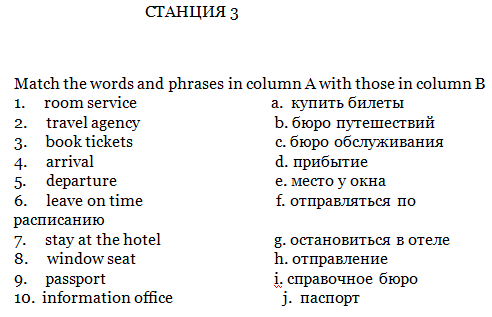 СТАНЦИЯ 3
Match the words and phrases in column A with those in column B
1. room service a. купить билеты
2. travel agency b. бюро путешествий
3. book tickets c. бюро обслуживания
4. arrival d. прибытие
5. departure e. место у окна
6. leave on time f. отправляться по
расписанию
7. stay at the hotel g. остановиться в отеле
8. window seat h. отправление
9. passport i. справочное бюро
10. information office j. паспорт